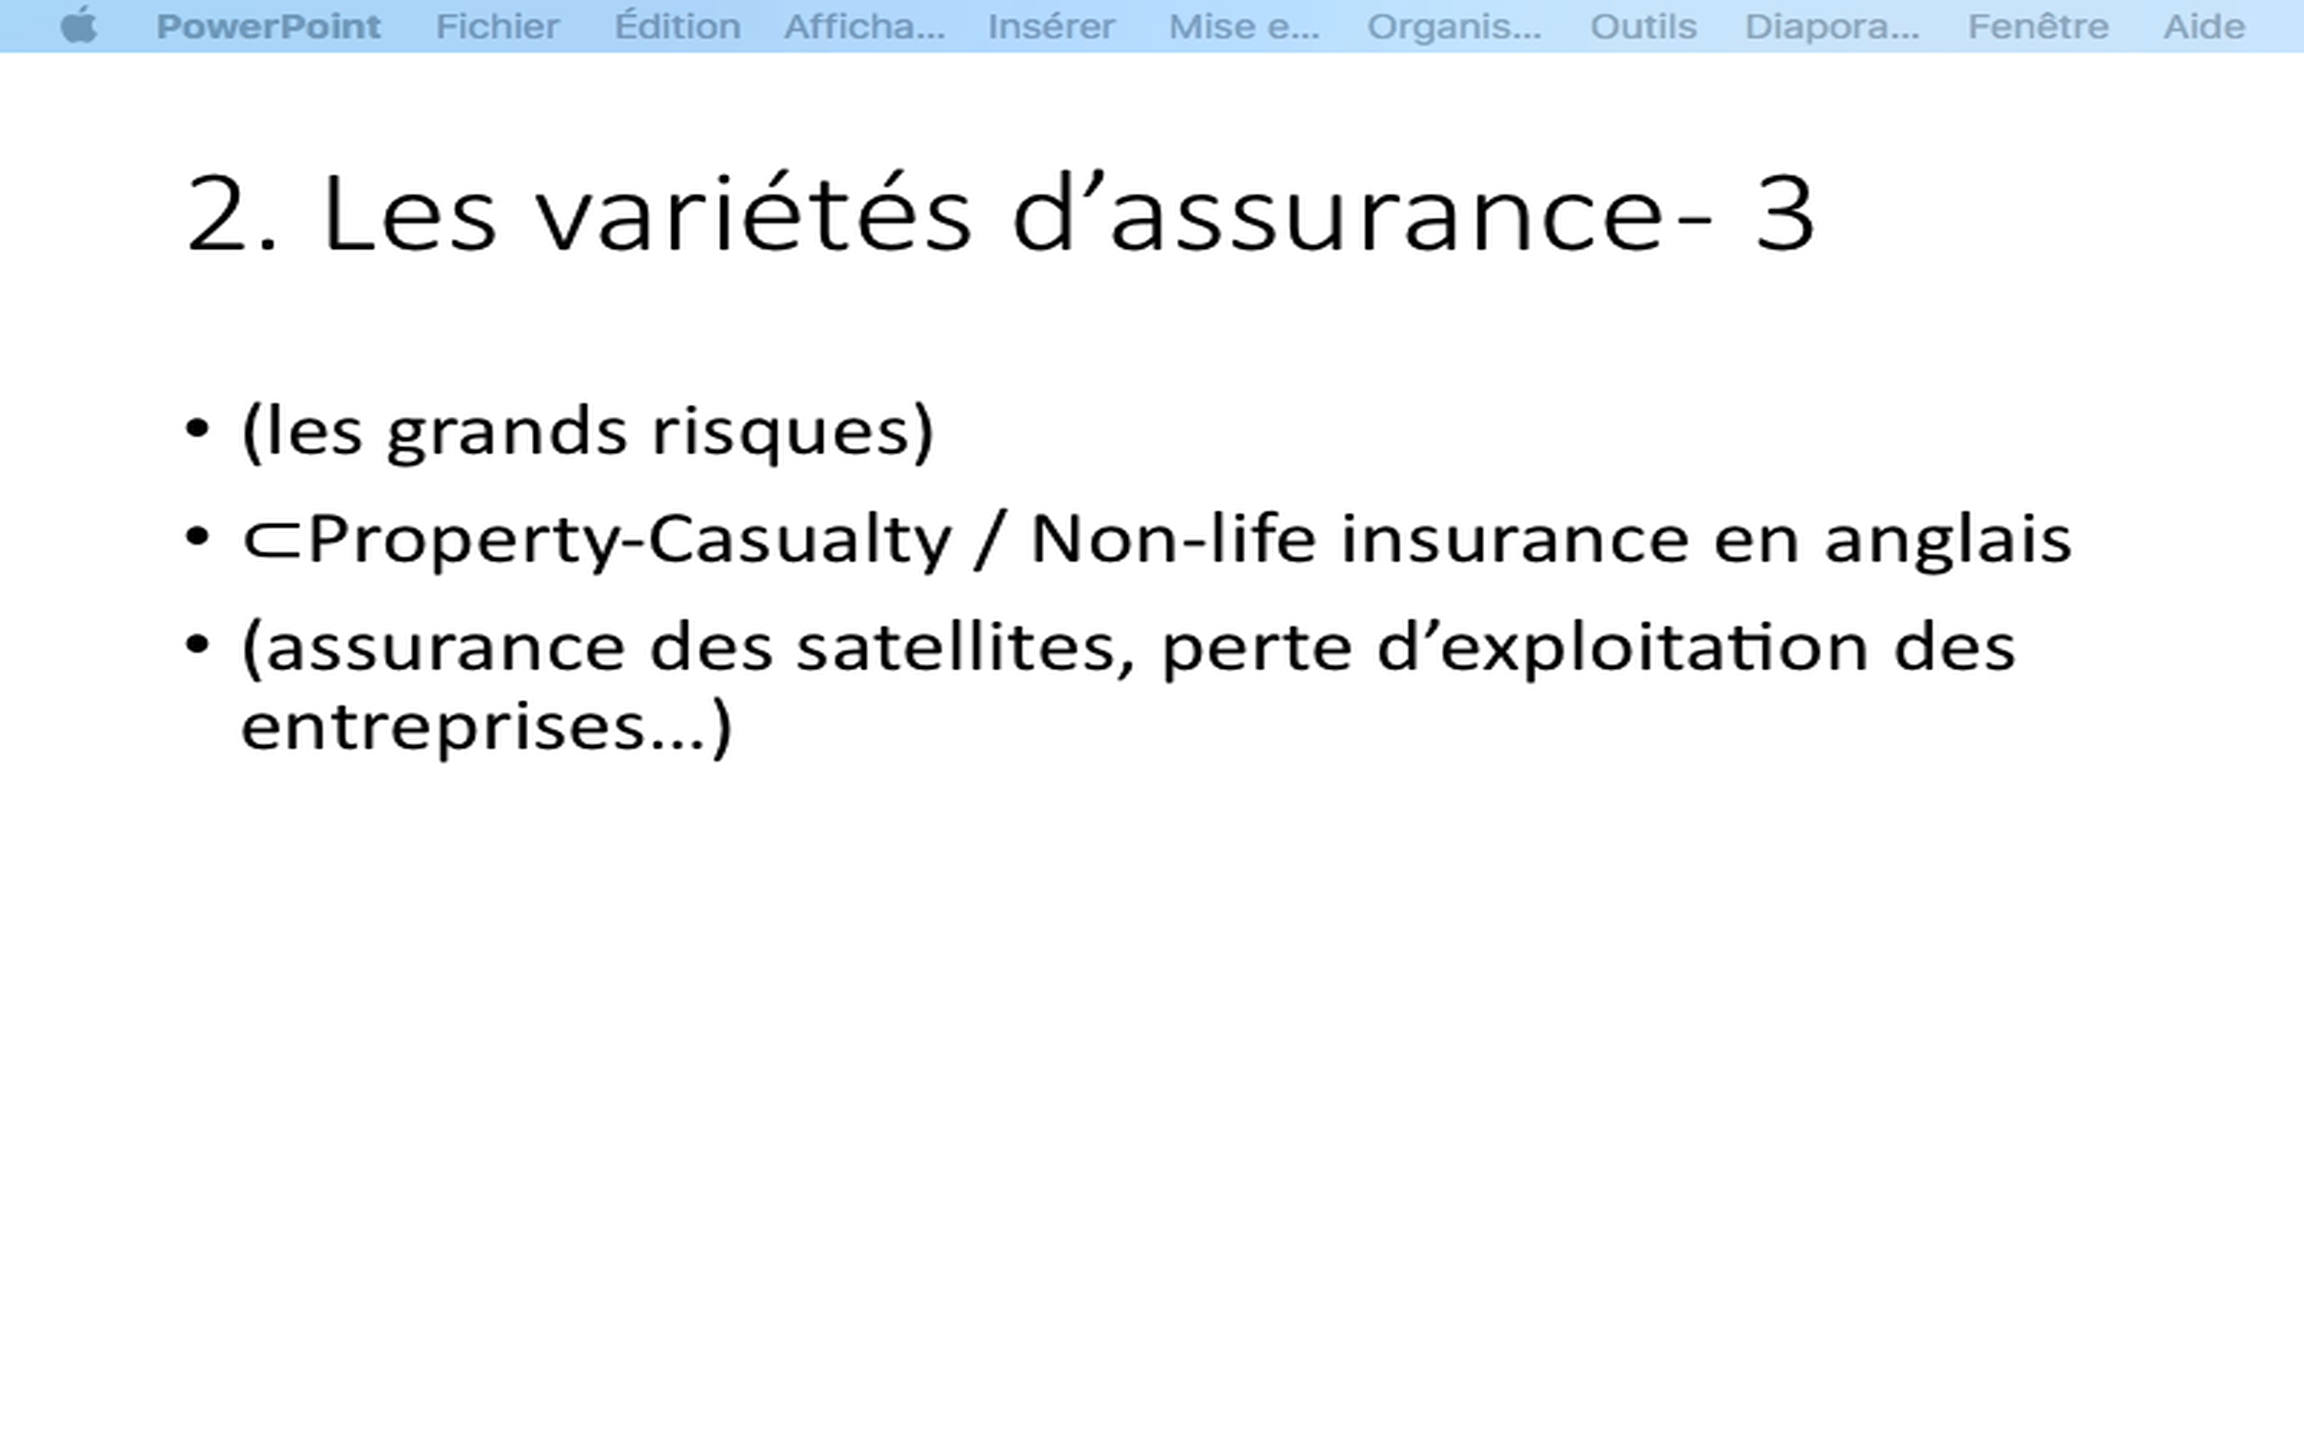 PowerPoint Fichier Édition Afficha... Insérer Mise e... Organis... Outils Diapora... Fenêtre Aide
2. Les variétés d’assurance- 3
• (les grands risques)
• ⊂Property-Casualty / Non-life insurance en anglais
• (assurance des satellites, perte d’exploitation des
entreprises...)